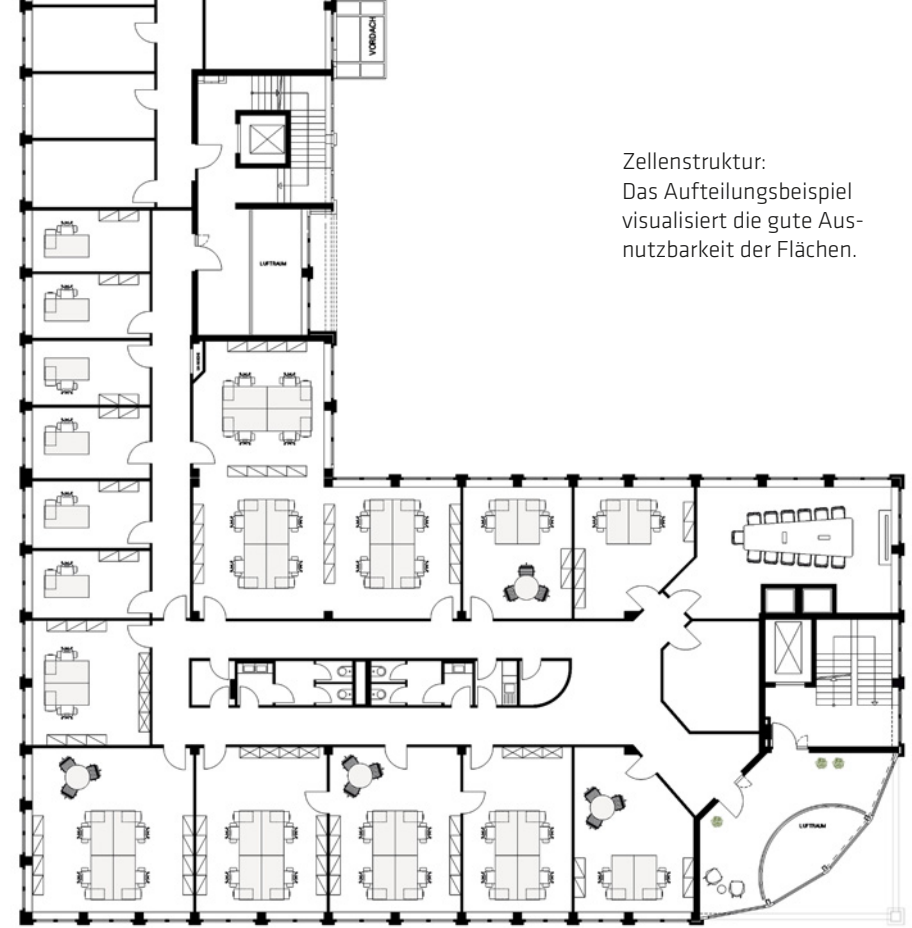 VORDACH
Zellenstruktur:
Das Aufteilungsbeispiel
visualisiert die gute Aus-
nutzbarkeit der Flächen.
LUFTRAUM
LUFTRAUM